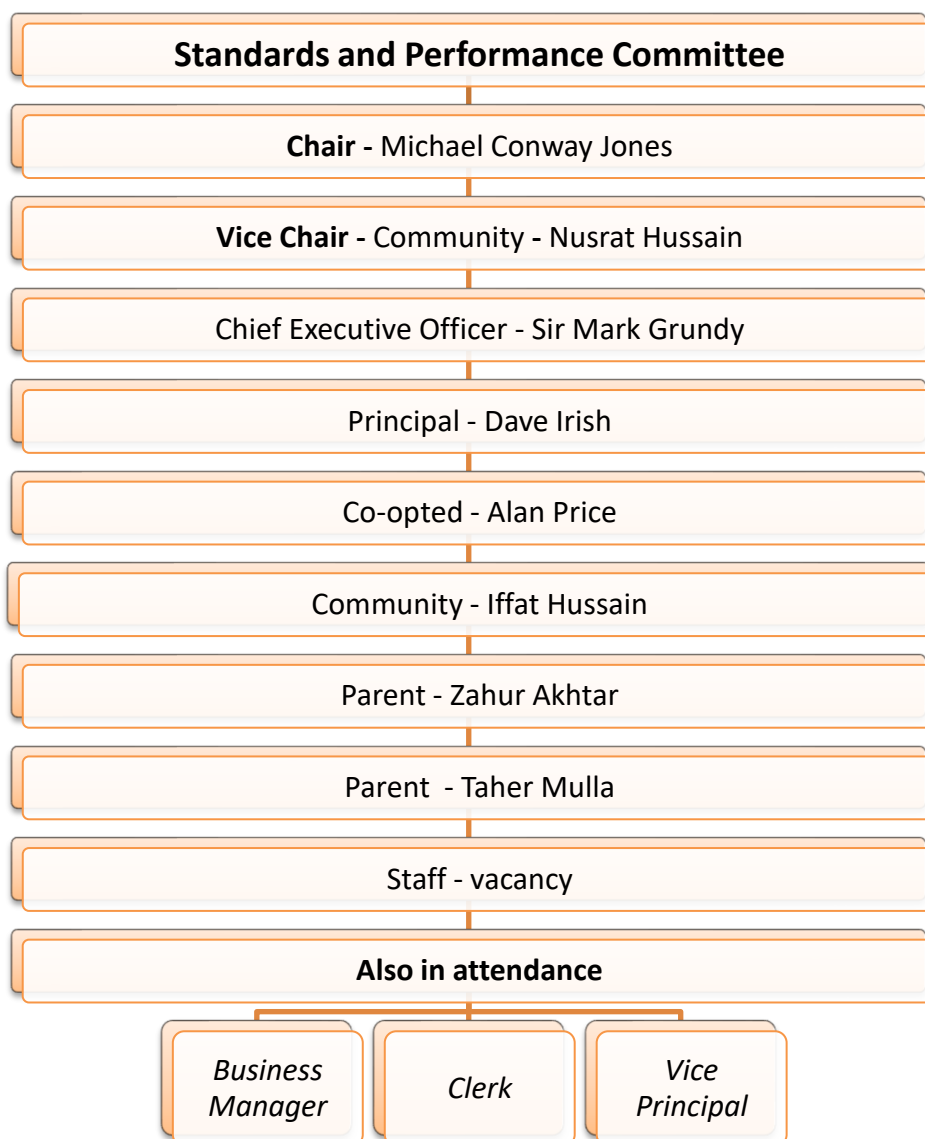 Standards and Performance Committee
Chair - Michael Conway Jones
Vice Chair - Community - Nusrat Hussain
Chief Executive Officer - Sir Mark Grundy
Principal - Dave Irish
Co-opted - Alan Price
Community - Iffat Hussain
Parent - Zahur Akhtar
Parent  - Taher Mulla
Staff - vacancy
Also in attendance
Business
Manager
Clerk
Vice
Principal